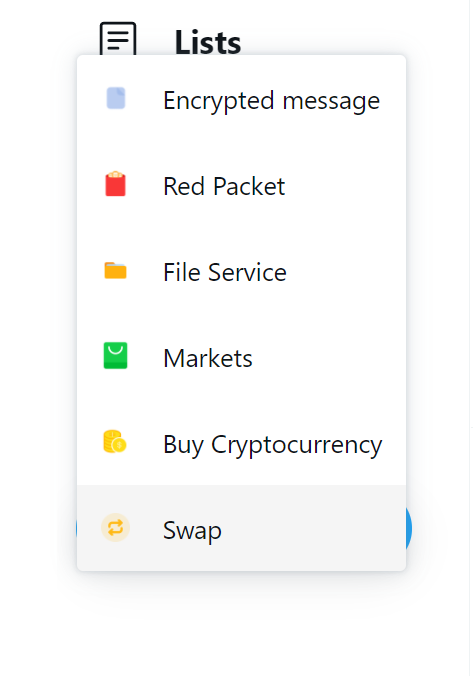 Lists
Encrypted message
Red Packet
File Service
Markets
Buy Cryptocurrency
Swap